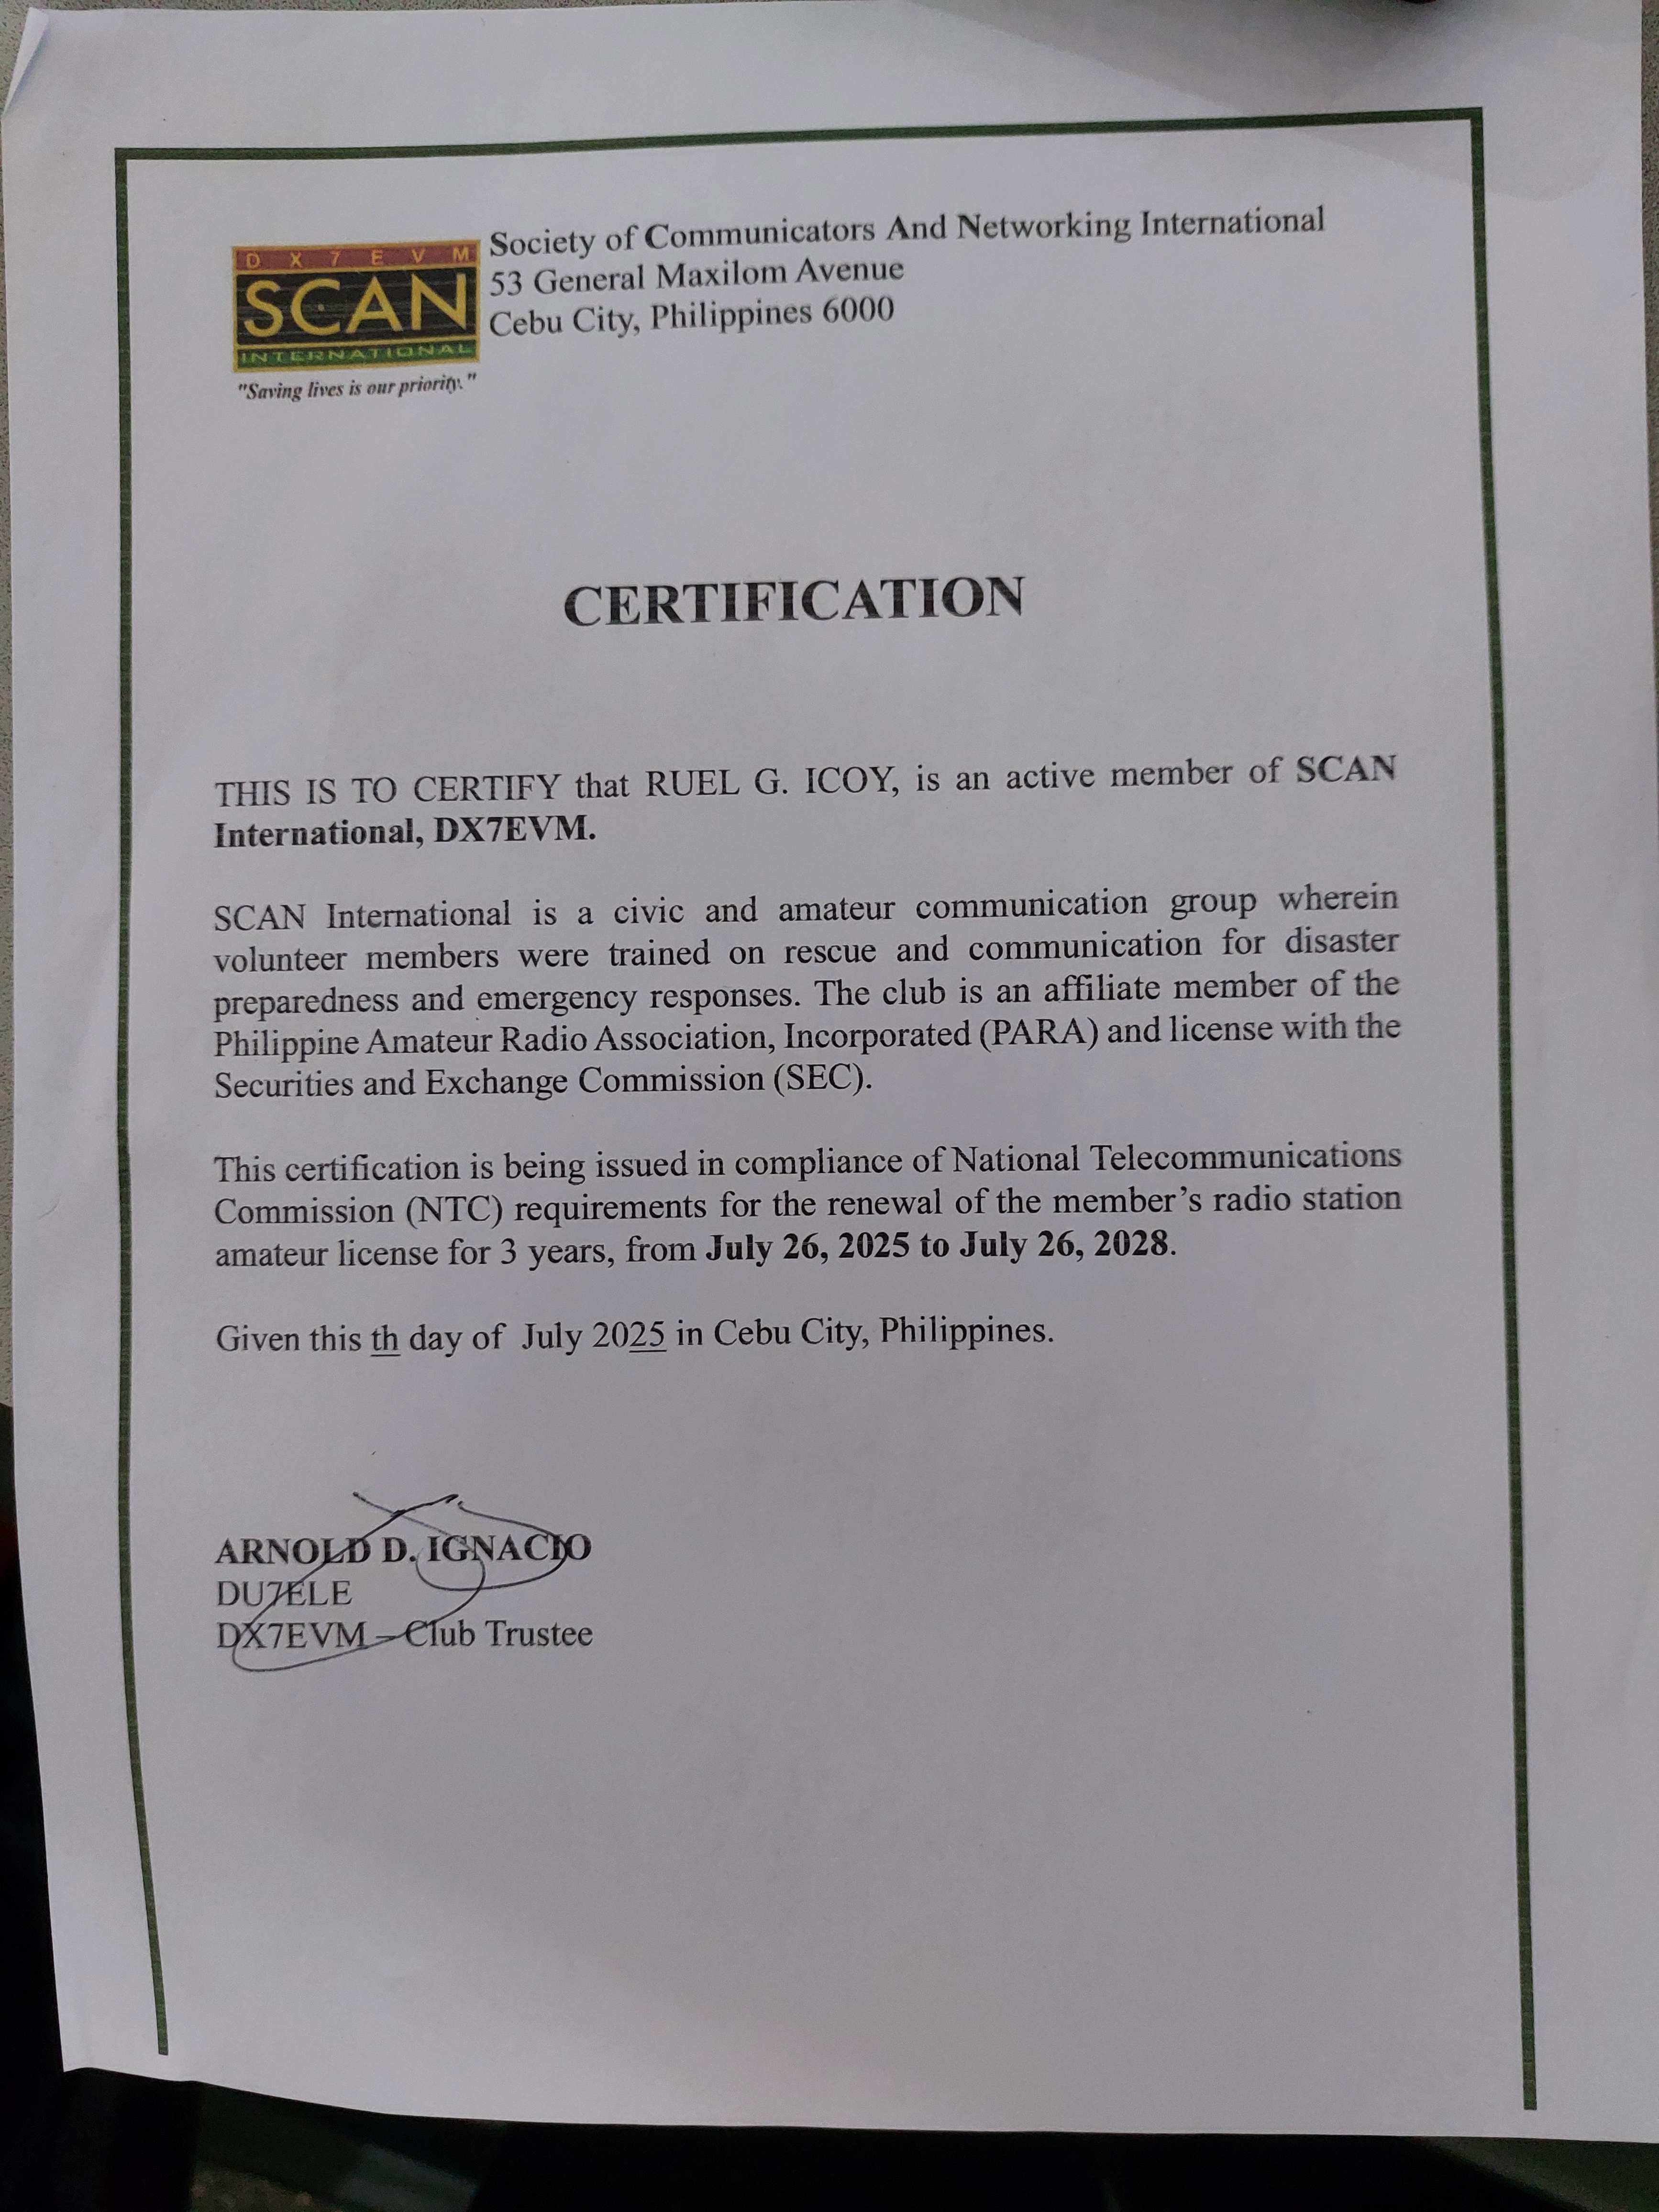 D X 7 E V M
SCAN
INTERNATIONAL
"Saving lives is our priority."
Society of Communicators And Networking International
53 General Maxilom Avenue
Cebu City, Philippines 6000
CERTIFICATION
THIS IS TO CERTIFY that RUEL G. ICOY, is an active member of SCAN
International, DX7EVM.
SCAN International is a civic and amateur communication group wherein
volunteer members were trained on rescue and communication for disaster
preparedness and emergency responses. The club is an affiliate member of the
Philippine Amateur Radio Association, Incorporated (PARA) and license with the
Securities and Exchange Commission (SEC).
This certification is being issued in compliance of National Telecommunications
Commission (NTC) requirements for the renewal of the member’s radio station
amateur license for 3 years, from July 26, 2025 to July 26, 2028.
Given this th day of July 2025 in Cebu City, Philippines.
ARNOLD D. IGNACIO
DU7ELE
DX7EVM – Club Trustee